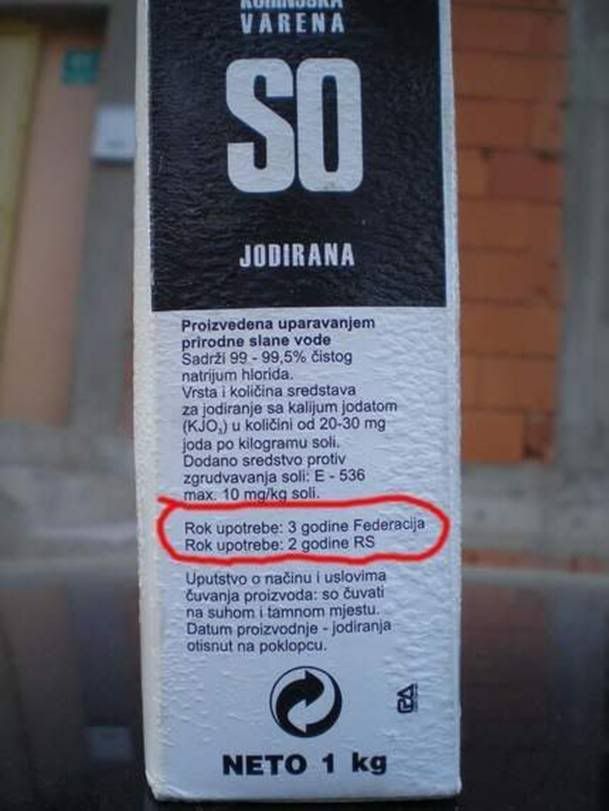 VARENA
SO
JODIRANA
Proizvedena uparavanjem
prirodne slane vode
Sadrži 99 - 99,5% čistog
natrijum hlorida.
Vrsta i količina sredstava
za jodiranje sa kalijum jodatom
(KJO₃) u količini od 20-30 mg
joda po kilogramu soli.
Dodano sredstvo protiv
zgrudvavanja soli: E - 536
max. 10 mg/kg soli.
Rok upotrebe: 3 godine Federacija
Rok upotrebe: 2 godine RS
Uputstvo o načinu i uslovima
čuvanja proizvoda: so čuvati
na suhom i tamnom mjestu.
Datum proizvodnje - jodiranja
otisnut na poklopcu.
NETO 1 kg